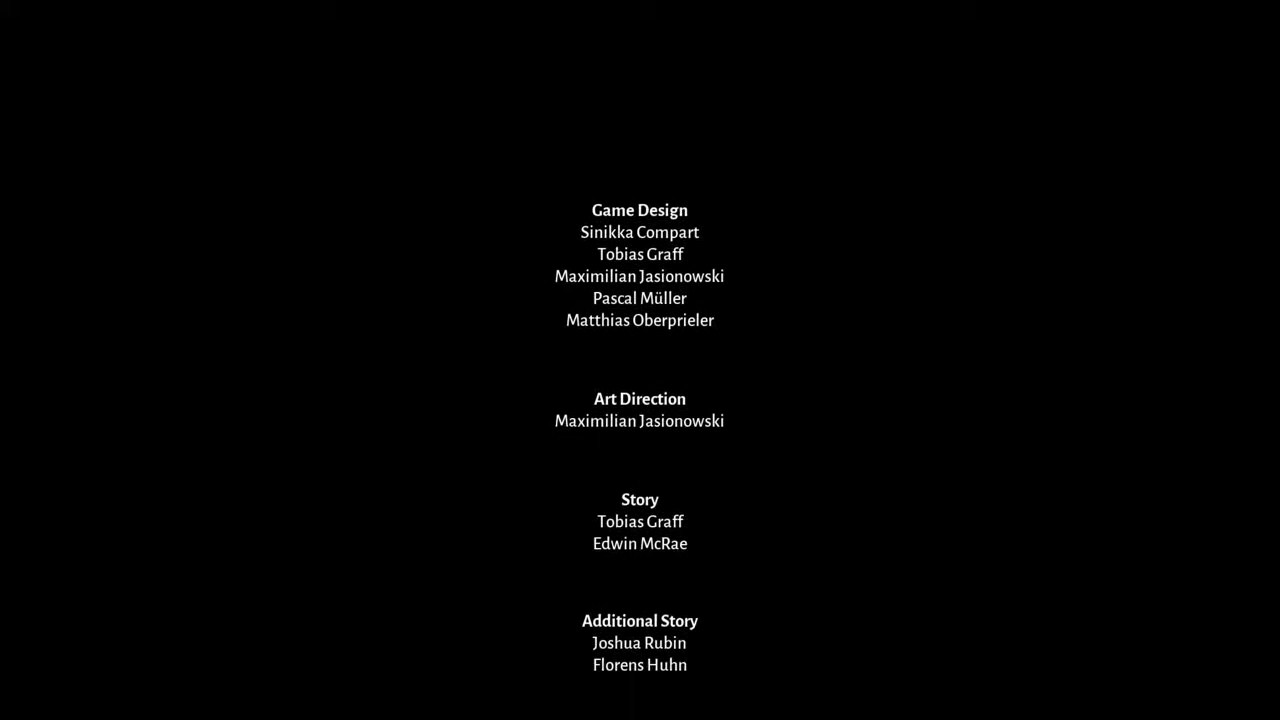 Game Design
Sinikka Compart
Tobias Graff
Maximilian Jasionowski
Pascal Müller
Matthias Oberprieler
Art Direction
Maximilian Jasionowski
Story
Tobias Graff
Edwin McRae
Additional Story
Joshua Rubin
Florens Huhn